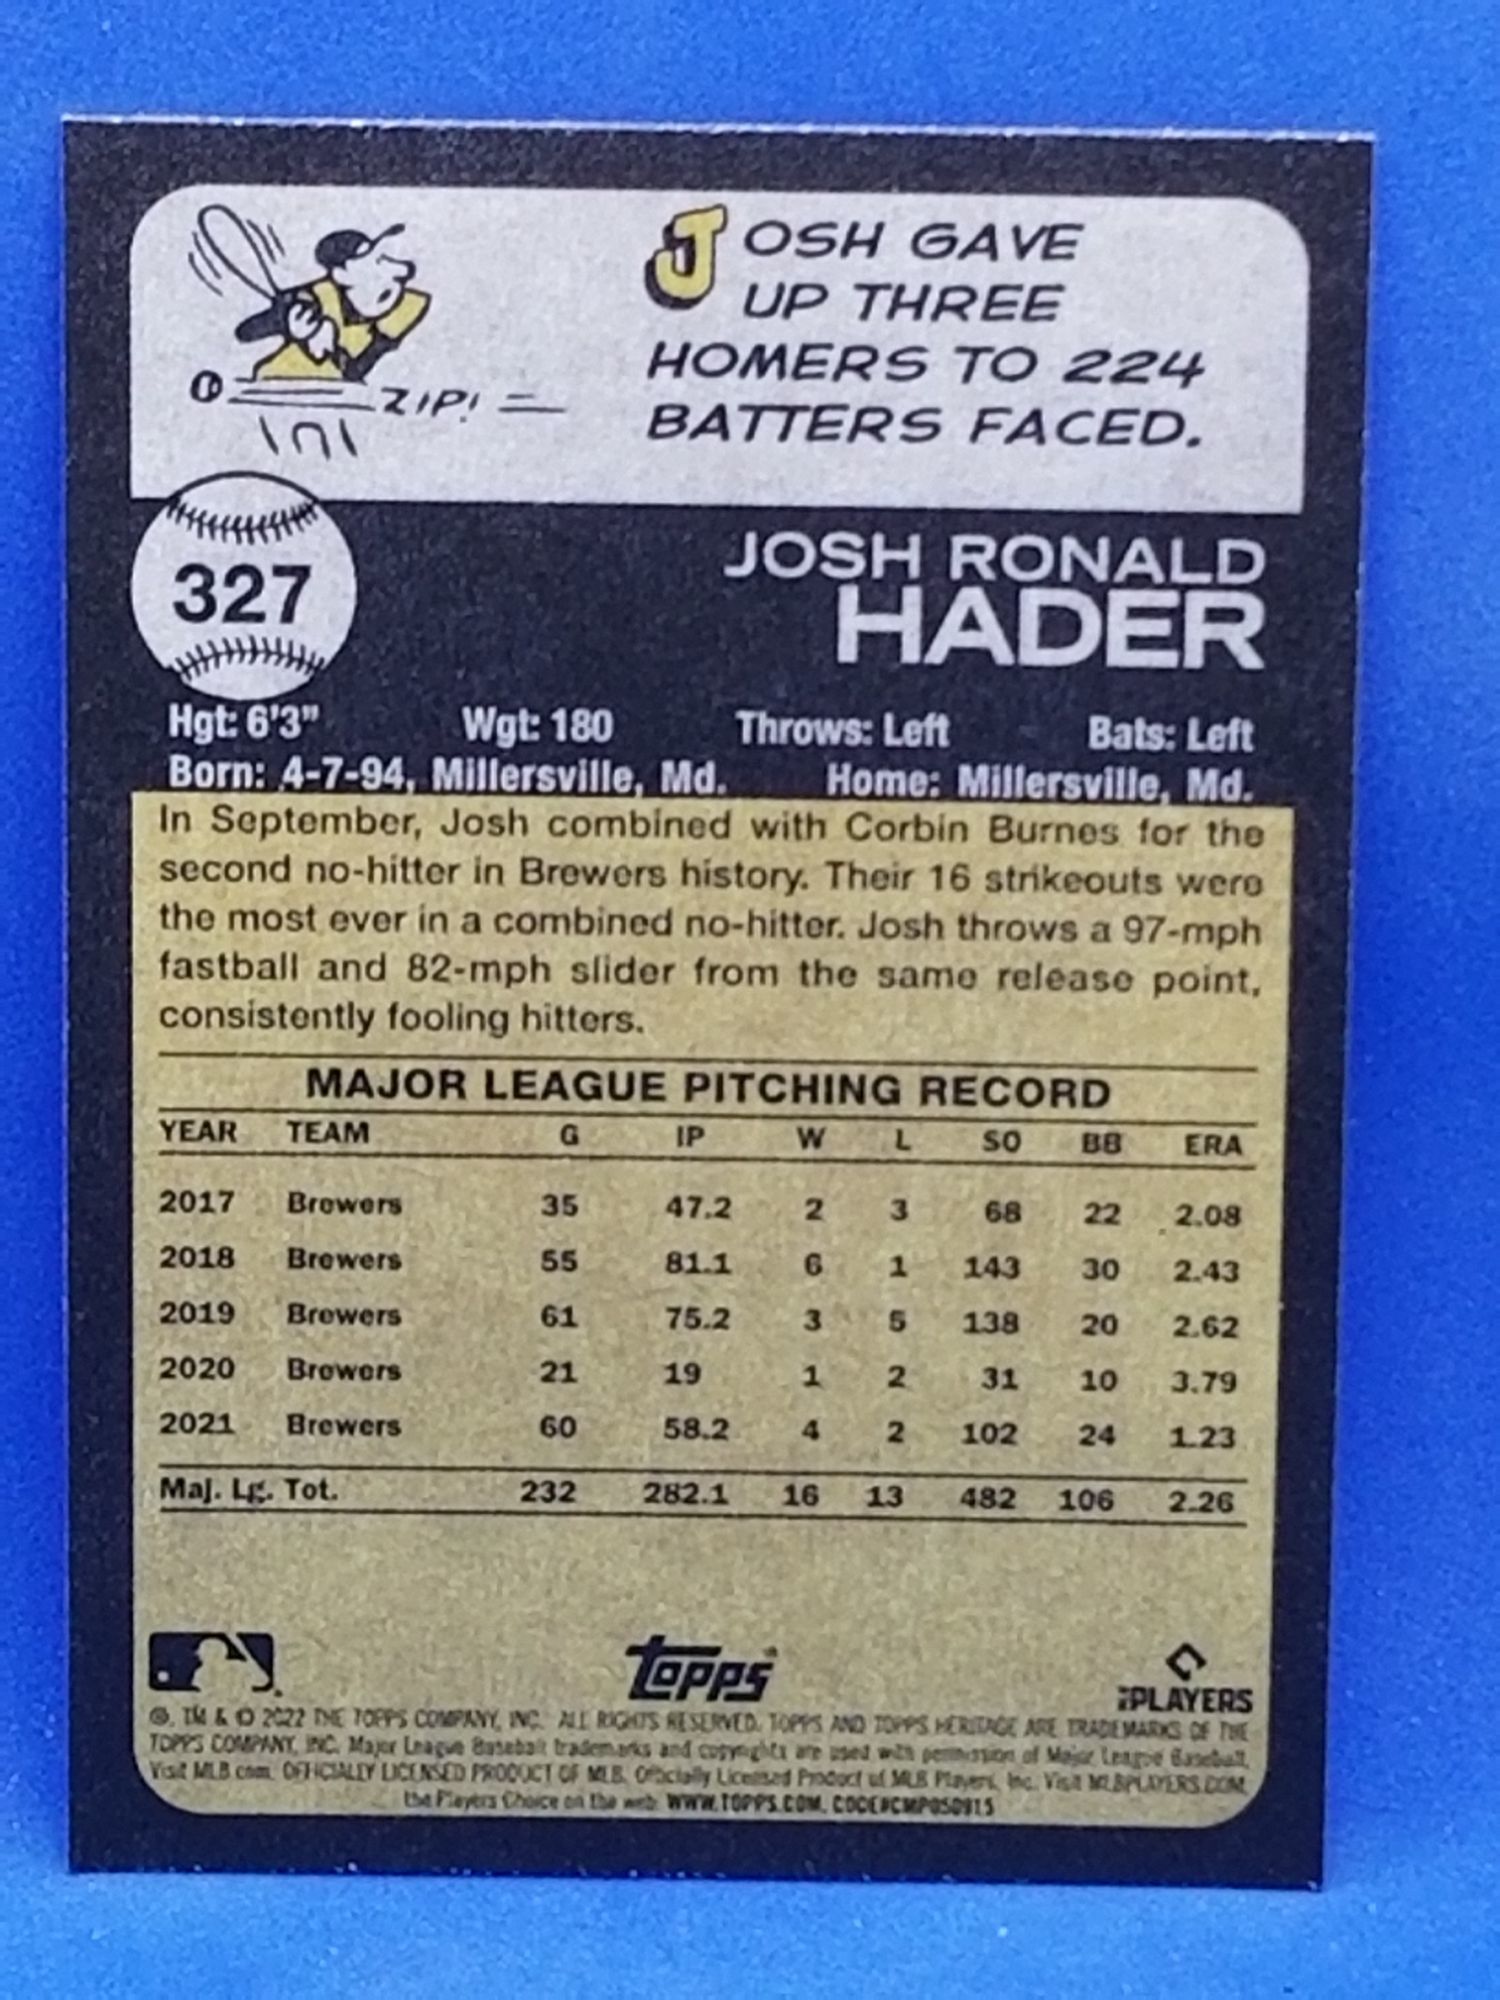 JOSH GAVE
UP THREE
HOMERS TO 224
BATTERS FACED.
ZIP!
327
JOSH RONALD
HADER
Hgt: 6'3" Wgt: 180 Throws: Left Bats: Left
Born: 4-7-94, Millersville, Md. Home: Millersville, Md.
In September, Josh combined with Corbin Burnes for the
second no-hitter in Brewers history. Their 16 strikeouts were
the most ever in a combined no-hitter. Josh throws a 97-mph
fastball and 82-mph slider from the same release point,
consistently fooling hitters.
MAJOR LEAGUE PITCHING RECORD
YEAR TEAM G IP W L SO BB ERA
2017 Brewers 35 47.2 2 3 68 22 2.08
2018 Brewers 55 81.1 6 1 143 30 2.43
2019 Brewers 61 75.2 3 5 138 20 2.62
2020 Brewers 21 19 1 2 31 10 3.79
2021 Brewers 60 58.2 4 2 102 24 1.23
Maj. Lg. Tot. 232 282.1 16 13 482 106 2.26
Topps
PLAYERS
®, TM & © 2022 THE TOPPS COMPANY, INC. ALL RIGHTS RESERVED. TOPPS AND TOPPS HERITAGE ARE TRADEMARKS OF THE
TOPPS COMPANY, INC. Major League Baseball trademarks and copyrights are used with permission of Major League Baseball.
Visit MLB.com. OFFICIALLY LICENSED PRODUCT OF MLB Officially Licensed Product of MLB Players, Inc. Visit MLBPLAYERS.COM,
the Players Choice on the web. WWW.TOPPS.COM. CODE#CMP050915